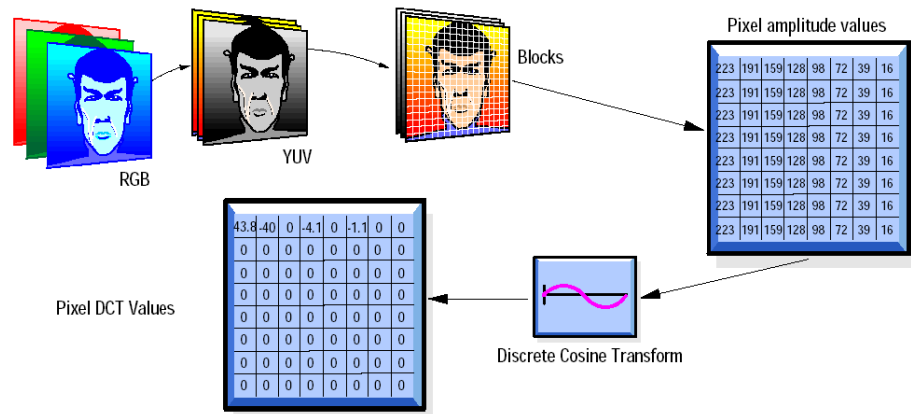 Pixel amplitude values
RGB
YUV
Blocks
223 191 159 128 98 72 39 16
223 191 159 128 98 72 39 16
223 191 159 128 98 72 39 16
223 191 159 128 98 72 39 16
223 191 159 128 98 72 39 16
223 191 159 128 98 72 39 16
223 191 159 128 98 72 39 16
223 191 159 128 98 72 39 16
43.8 -40 0 -4.1 0 -1.1 0 0
0 0 0 0 0 0 0 0
0 0 0 0 0 0 0 0
0 0 0 0 0 0 0 0
0 0 0 0 0 0 0 0
0 0 0 0 0 0 0 0
0 0 0 0 0 0 0 0
0 0 0 0 0 0 0 0
Pixel DCT Values
Discrete Cosine Transform